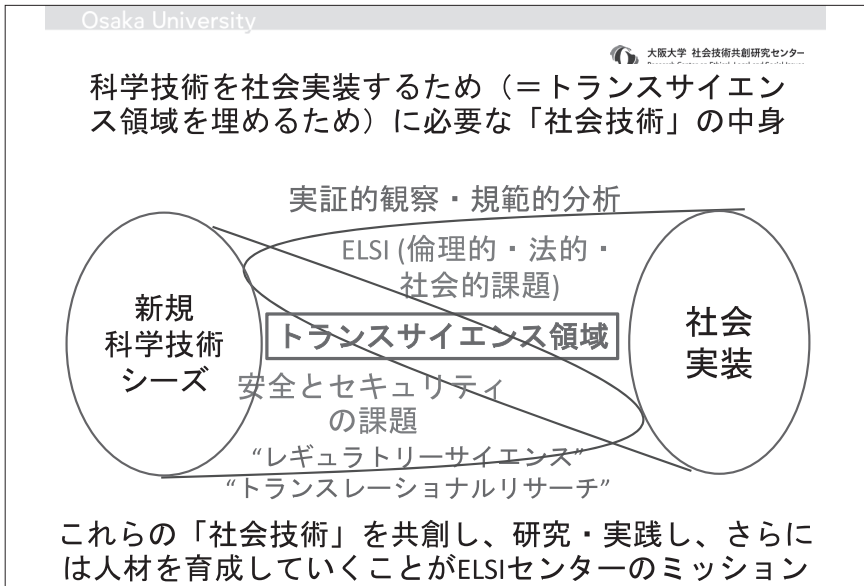 Osaka University
大阪大学 社会技術共創研究センター
科学技術を社会実装するため（＝トランスサイエン
ス領域を埋めるため）に必要な「社会技術」の中身
実証的観察・規範的分析
ELSI (倫理的・法的・
社会的課題)
新規
科学技術
シーズ
トランスサイエンス領域
社会
実装
安全とセキュリティ
の課題
“レギュラトリーサイエンス”
“トランスレーショナルリサーチ”
これらの「社会技術」を共創し、研究・実践し、さらに
は人材を育成していくことがELSIセンターのミッション